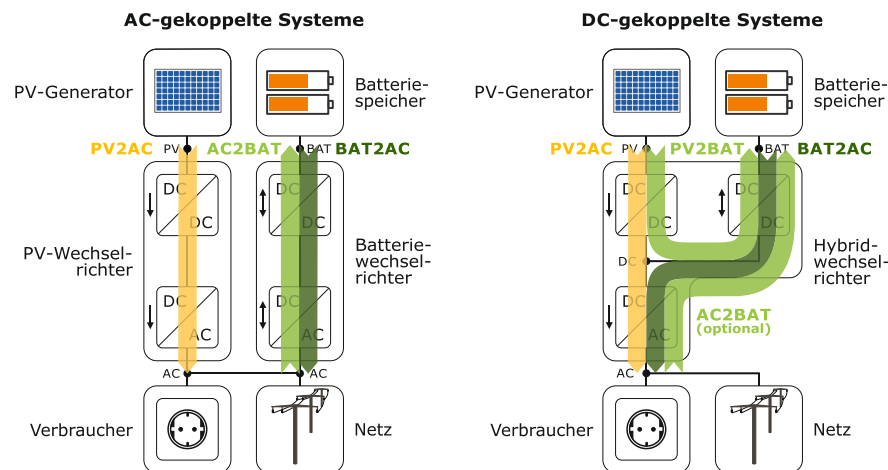 AC-gekoppelte Systeme
PV-Generator
Batterie-
speicher
PV2AC
PV
AC2BAT
BAT
BAT2AC
DC
DC
DC
DC
PV-Wechsel-
richter
Batterie-
wechsel-
richter
DC
AC
DC
AC
AC
AC
Verbraucher
Netz
DC-gekoppelte Systeme
PV-Generator
Batterie-
speicher
PV2AC
PV
PV2BAT
BAT
BAT2AC
DC
DC
DC
DC
DC
Hybrid-
wechsel-
richter
DC
AC
AC2BAT
(optional)
AC
Verbraucher
Netz